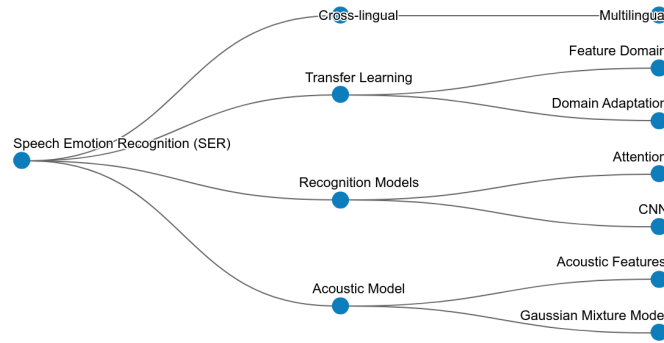 Cross-lingual
Multilingua
Feature Domain
Transfer Learning
Domain Adaptation
Speech Emotion Recognition (SER)
Attention
Recognition Models
CNN
Acoustic Features
Acoustic Model
Gaussian Mixture Mode